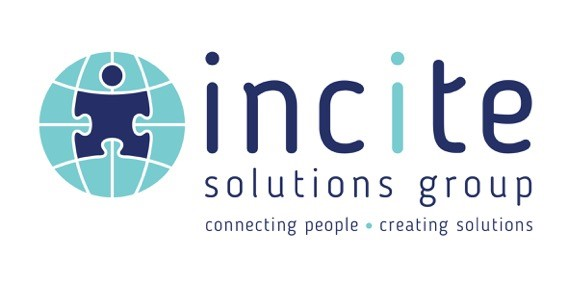 incite
solutions group
connecting people • creating solutions